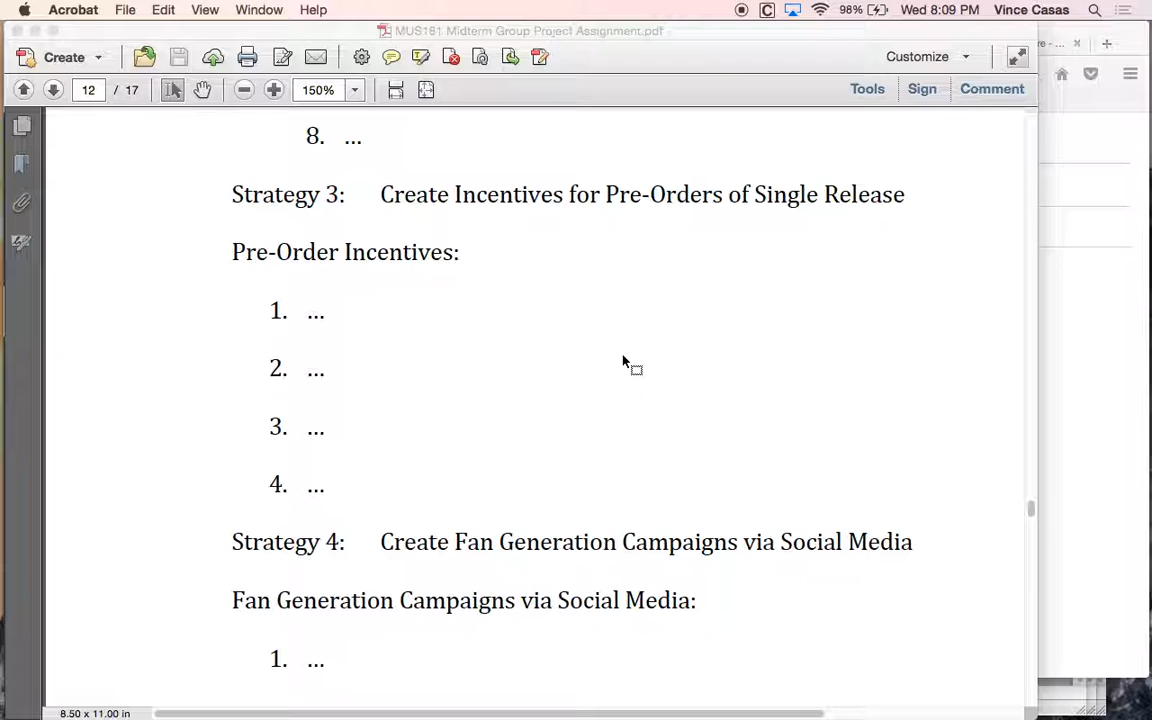 Acrobat File Edit View Window Help 98% Wed 8:09 PM Vince Casas
MUS161 Midterm Group Project Assignment.pdf
Create Customize
12 / 17 150% Tools Sign Comment
8. ...
Strategy 3: Create Incentives for Pre-Orders of Single Release
Pre-Order Incentives:
1. ...
2. ...
3. ...
4. ...
Strategy 4: Create Fan Generation Campaigns via Social Media
Fan Generation Campaigns via Social Media:
1. ...
8.50 x 11.00 in